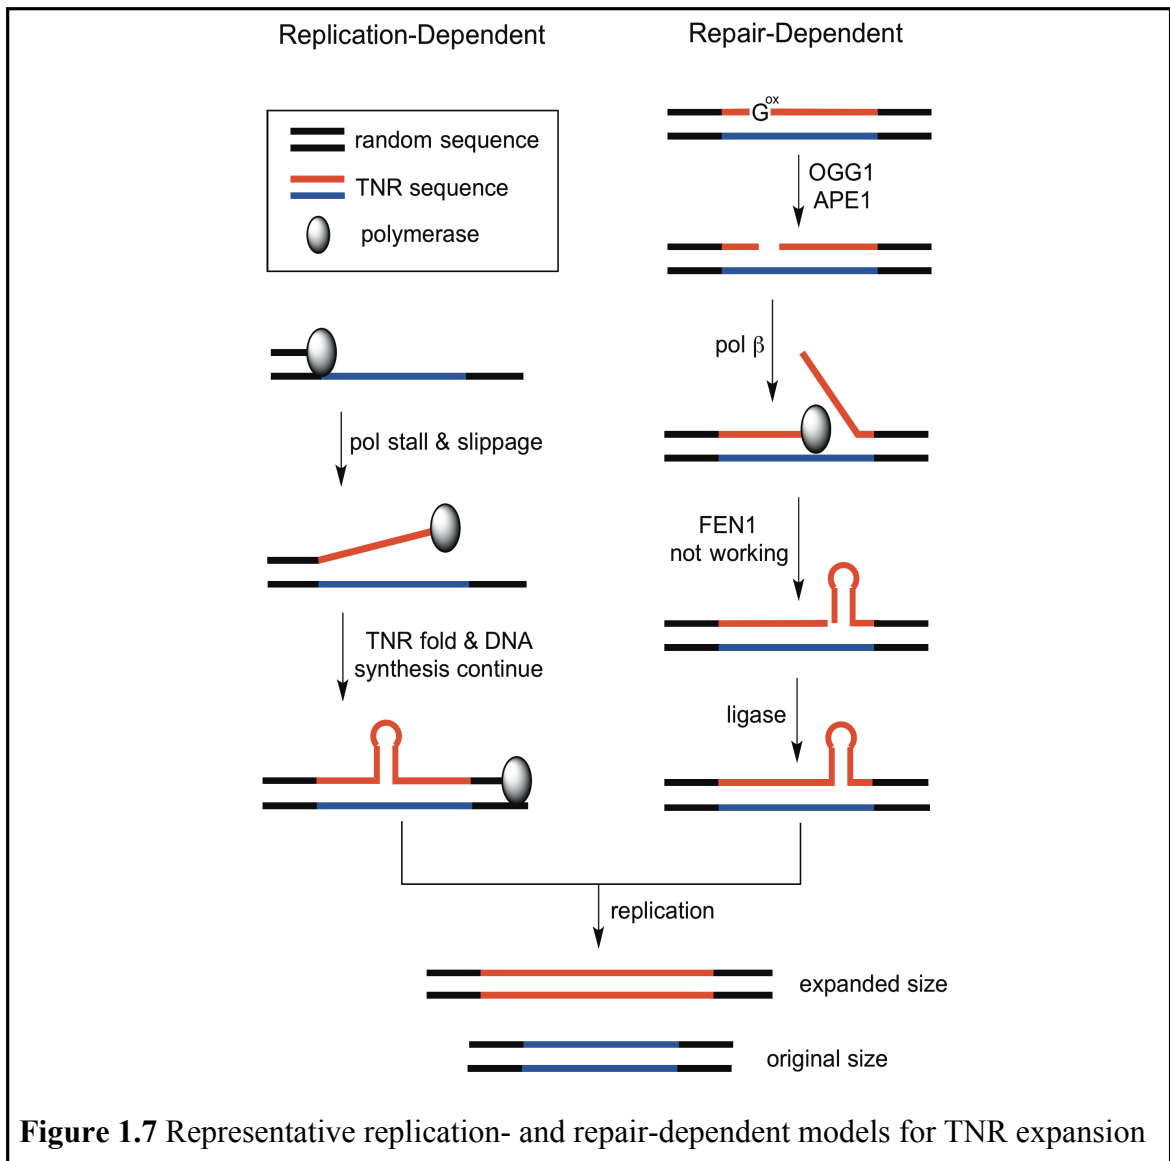 Replication-Dependent
random sequence
TNR sequence
polymerase
pol stall & slippage
TNR fold & DNA
synthesis continue
Repair-Dependent
G^ox
OGG1
APE1
pol β
FEN1
not working
ligase
replication
expanded size
original size
Figure 1.7 Representative replication- and repair-dependent models for TNR expansion